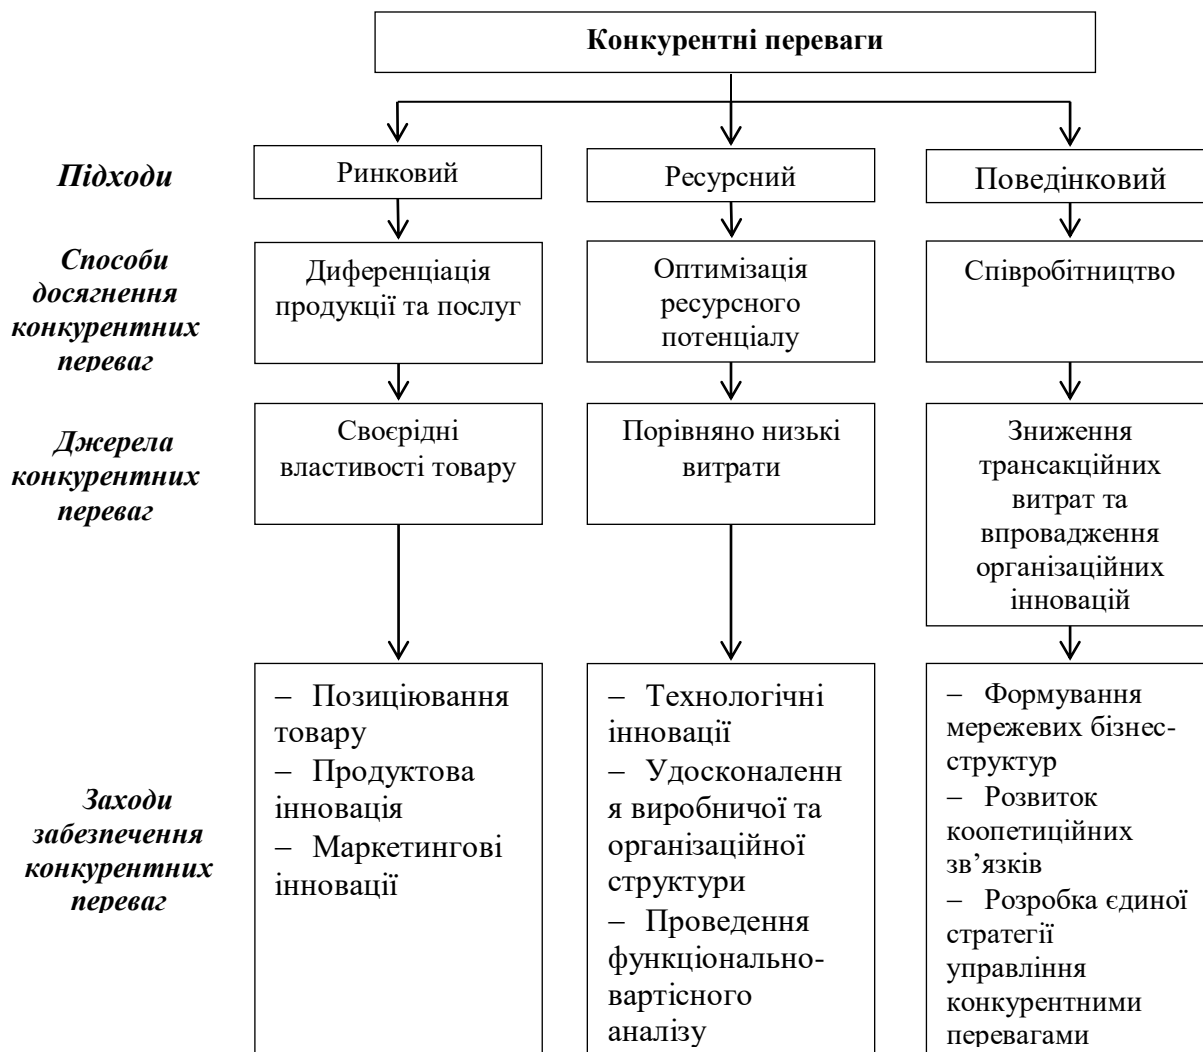 Конкурентні переваги
Підходи
Ринковий
Ресурсний
Поведінковий
Способи
досягнення
конкурентних
переваг
Диференціація
продукції та послуг
Оптимізація
ресурсного
потенціалу
Співробітництво
Джерела
конкурентних
переваг
Своєрідні
властивості товару
Порівняно низькі
витрати
Зниження
трансакційних
витрат та
впровадження
організаційних
інновацій
Заходи
забезпечення
конкурентних
переваг
– Позиціювання
товару
– Продуктова
інновація
– Маркетингові
інновації
– Технологічні
інновації
– Удосконаленн
я виробничої та
організаційної
структури
– Проведення
функціонально-
вартісного
аналізу
– Формування
мережевих бізнес-
структур
– Розвиток
коопетиційних
зв’язків
– Розробка єдиної
стратегії
управління
конкурентними
перевагами